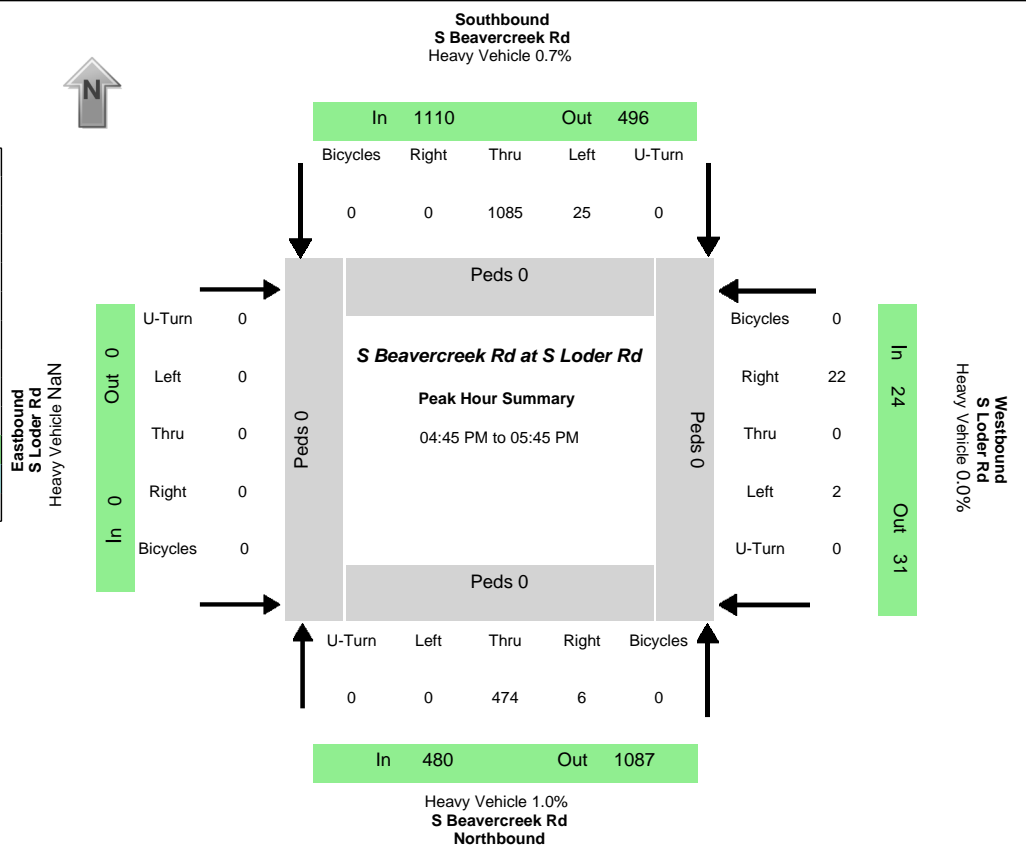 Southbound
S Beavercreek Rd
Heavy Vehicle 0.7%
N
In 1110 Out 496
Bicycles Right Thru Left U-Turn
0 0 1085 25 0
Peds 0
Eastbound
S Loder Rd
Heavy Vehicle NaN
Out 0
In 0
U-Turn 0
Left 0
Thru 0
Right 0
Bicycles 0
Peds 0
S Beavercreek Rd at S Loder Rd
Peak Hour Summary
04:45 PM to 05:45 PM
Peds 0
Bicycles 0
Right 22
Thru 0
Left 2
U-Turn 0
In 24
Out 31
Westbound
S Loder Rd
Heavy Vehicle 0.0%
Peds 0
U-Turn Left Thru Right Bicycles
0 0 474 6 0
In 480 Out 1087
Heavy Vehicle 1.0%
S Beavercreek Rd
Northbound